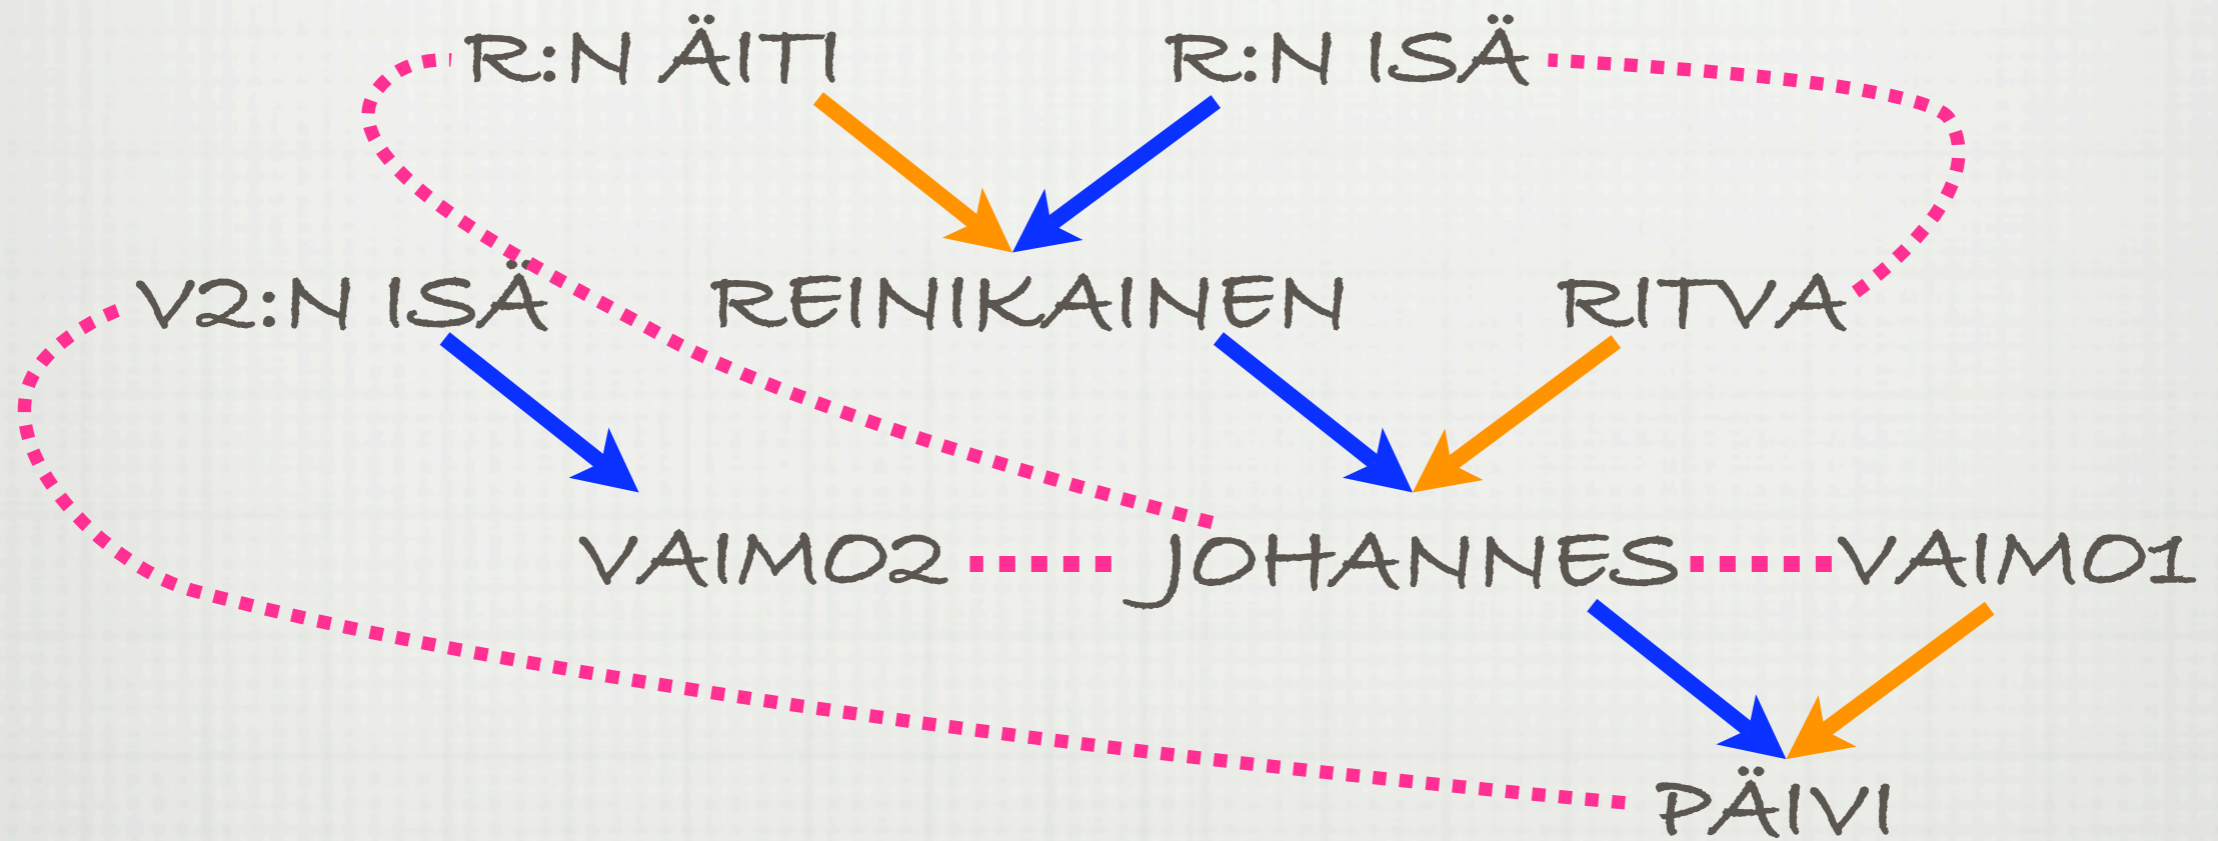 R:N ÄITI R:N ISÄ
V2:N ISÄ REINIKAINEN RITVA
VAIMO2 JOHANNES VAIMO1
PÄIVI